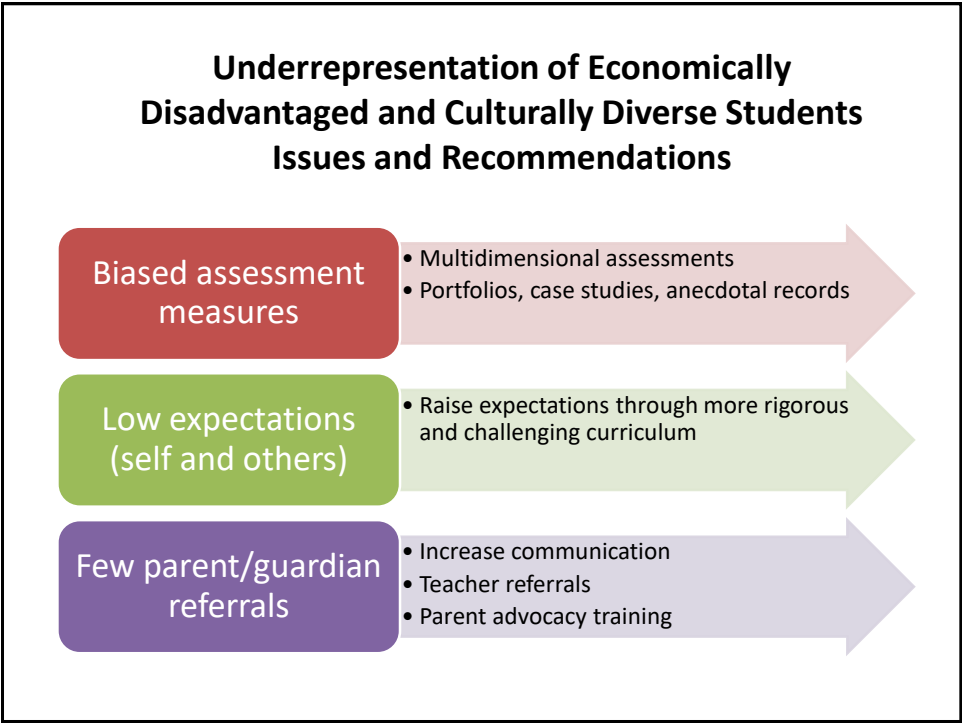 Underrepresentation of Economically
Disadvantaged and Culturally Diverse Students
Issues and Recommendations
Biased assessment
measures
• Multidimensional assessments
• Portfolios, case studies, anecdotal records
Low expectations
(self and others)
• Raise expectations through more rigorous
and challenging curriculum
Few parent/guardian
referrals
• Increase communication
• Teacher referrals
• Parent advocacy training